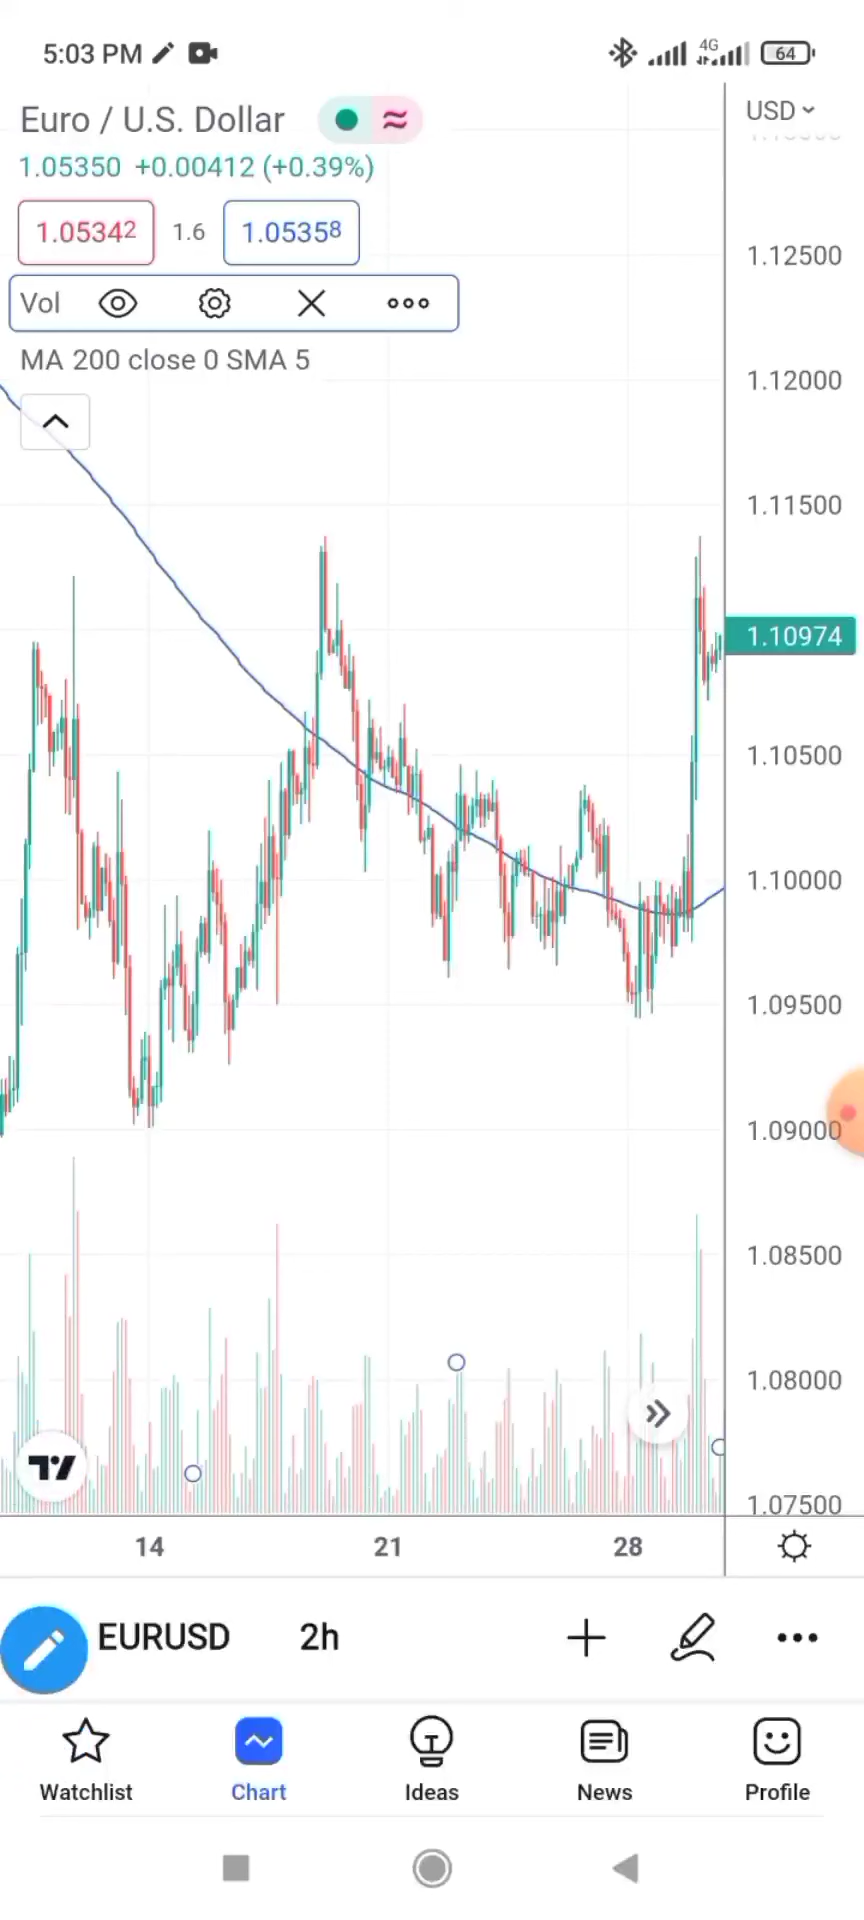 5:03 PM 4G 64
Euro / U.S. Dollar
USD
1.05350 +0.00412 (+0.39%)
1.05342 1.6 1.05358
1.12500
Vol
MA 200 close 0 SMA 5
1.12000
1.11500
1.10974
1.10500
1.10000
1.09500
1.09000
1.08500
1.08000
1.07500
14 21 28
EURUSD 2h
Watchlist Chart Ideas News Profile